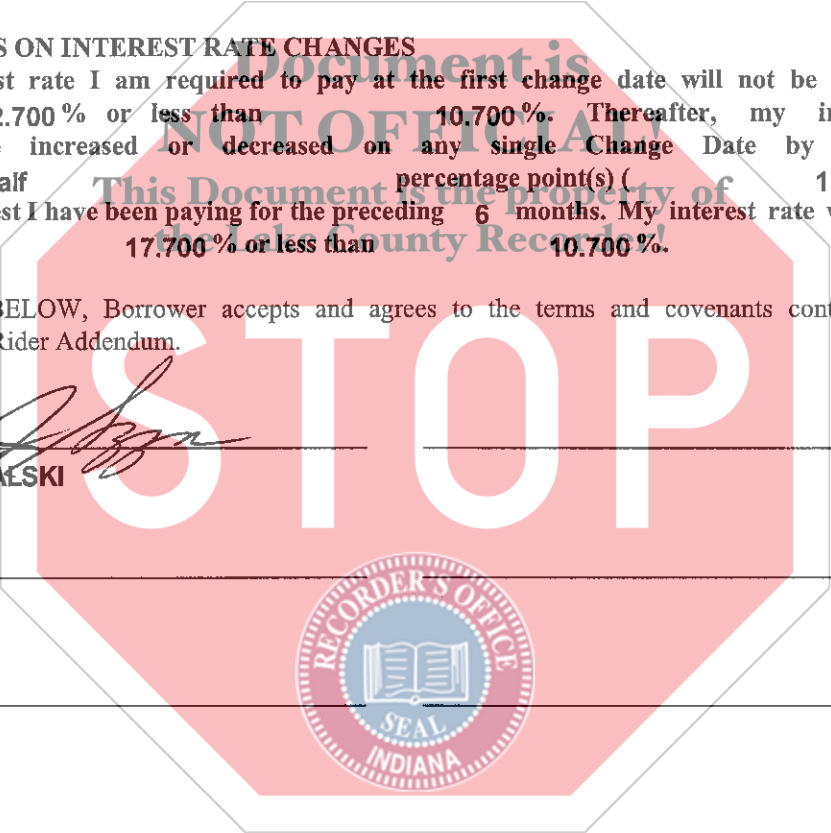 S ON INTEREST RATE CHANGES
Document is
st rate I am required to pay at the first change date will not be
2.700 % or less than 10.700 %. Thereafter, my in
NOT OFFICIAL!
increased or decreased on any single Change Date by
alf percentage point(s) ( 1
This Document is the property of
est I have been paying for the preceding 6 months. My interest rate
the Lake County Recorder!
17.700 % or less than 10.700 %.
BELOW, Borrower accepts and agrees to the terms and covenants cont
Rider Addendum.
STOP
ALSKI
RECORDER'S OFFICE
SEAL
INDIANA